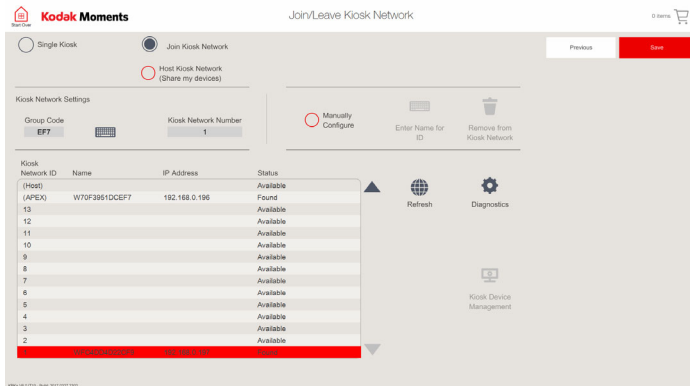 Start Over
Kodak Moments
Join/Leave Kiosk Network
0 items
Single Kiosk
Join Kiosk Network
Previous
Save
Host Kiosk Network
(Share my devices)
Kiosk Network Settings
Group Code
EF7
Kiosk Network Number
1
Manually
Configure
Enter Name for
ID
Remove from
Kiosk Network
Kiosk
Network ID Name IP Address Status
(Host) Available
(APEX) W70F3951DCEF7 192.168.0.196 Found
13 Available
12 Available
11 Available
10 Available
9 Available
8 Available
7 Available
6 Available
5 Available
4 Available
3 Available
2 Available
Refresh
Diagnostics
Kiosk Device
Management